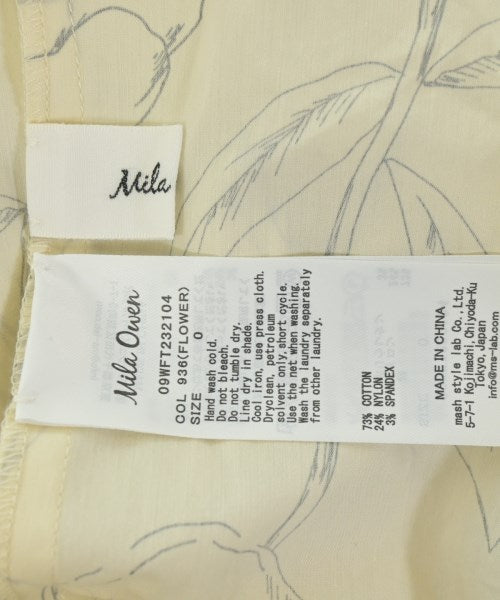 Mila
Mila Owen
09WFT232104
COL 936(FLOWER)
SIZE 0
Hand wash cold.
Do not bleach.
Do not tumble dry.
Line dry in shade.
Cool iron, use press cloth.
Dryclean, petroleum
solvent only, short cycle.
Use the net when washing.
Wash the laundry separately
from other laundry.
73% COTTON
24% NYLON
3% SPANDEX
MADE IN CHINA
mash style lab Co., Ltd.
5-7-1 Kojimachi, Chiyoda-Ku
Tokyo, Japan
info@ms-lab.com